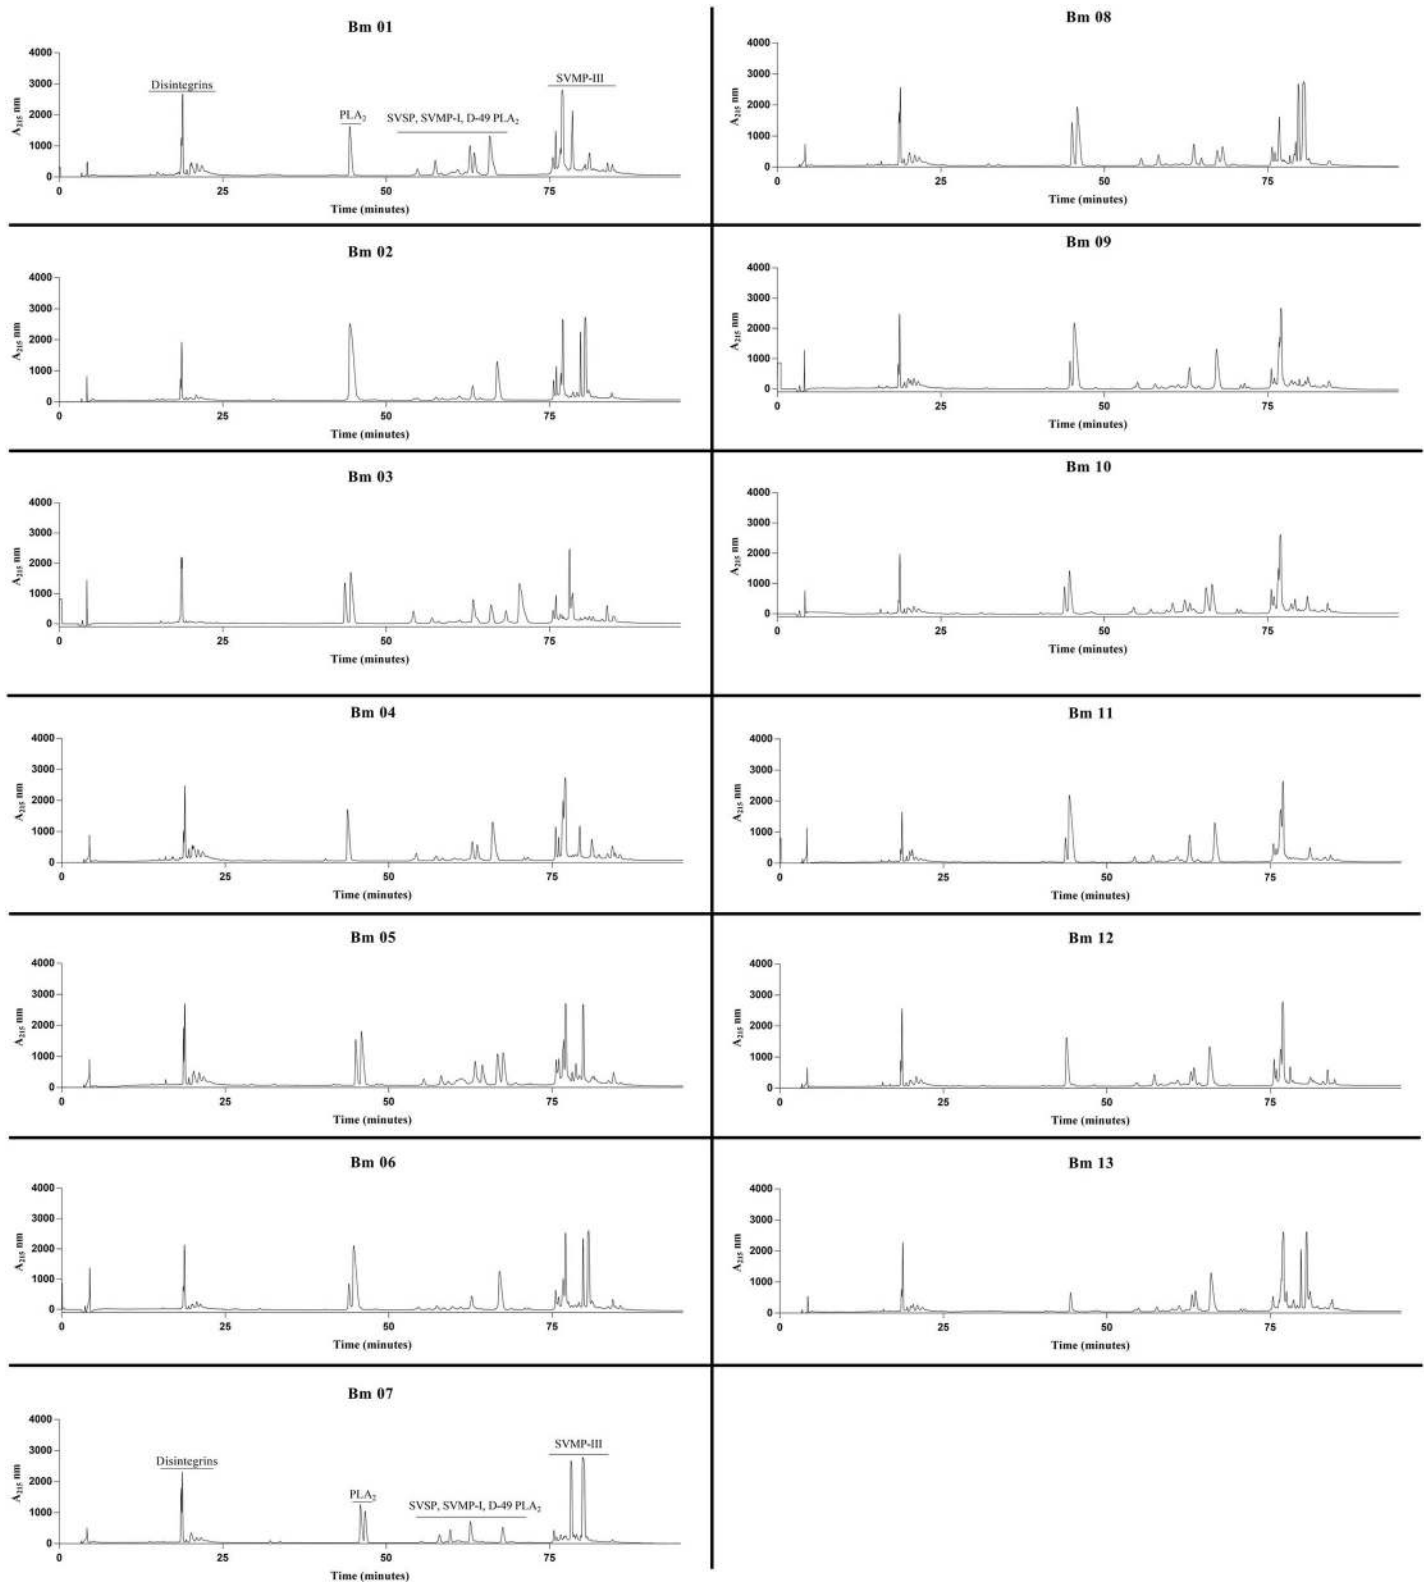 Bm 01
4000
3000
2000
1000
0
A₂₁₅ nm
Disintegrins
PLA₂
SVSP, SVMP-I, D-49 PLA₂
SVMP-III
0 25 50 75
Time (minutes)
Bm 02
4000
3000
2000
1000
0
A₂₁₅ nm
0 25 50 75
Time (minutes)
Bm 03
4000
3000
2000
1000
0
A₂₁₅ nm
0 25 50 75
Time (minutes)
Bm 04
4000
3000
2000
1000
0
A₂₁₅ nm
0 25 50 75
Time (minutes)
Bm 05
4000
3000
2000
1000
0
A₂₁₅ nm
0 25 50 75
Time (minutes)
Bm 06
4000
3000
2000
1000
0
A₂₁₅ nm
0 25 50 75
Time (minutes)
Bm 07
4000
3000
2000
1000
0
A₂₁₅ nm
Disintegrins
PLA₂
SVSP, SVMP-I, D-49 PLA₂
SVMP-III
0 25 50 75
Time (minutes)
Bm 08
4000
3000
2000
1000
0
A₂₁₅ nm
0 25 50 75
Time (minutes)
Bm 09
4000
3000
2000
1000
0
A₂₁₅ nm
0 25 50 75
Time (minutes)
Bm 10
4000
3000
2000
1000
0
A₂₁₅ nm
0 25 50 75
Time (minutes)
Bm 11
4000
3000
2000
1000
0
A₂₁₅ nm
0 25 50 75
Time (minutes)
Bm 12
4000
3000
2000
1000
0
A₂₁₅ nm
0 25 50 75
Time (minutes)
Bm 13
4000
3000
2000
1000
0
A₂₁₅ nm
0 25 50 75
Time (minutes)